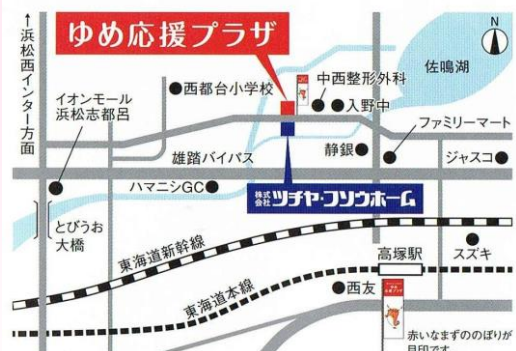 ↑浜松西インター方面
ゆめ応援プラザ
N
佐鳴湖
西都台小学校
中西整形外科
入野中
イオンモール
浜松志都呂
ファミリーマート
雄踏バイパス
静銀
ジャスコ
ハマニシGC
株式会社 ツチヤ・フソウホーム
とびうお
大橋
東海道新幹線
高塚駅
スズキ
東海道本線
西友
赤いなまずののぼりが
目印です